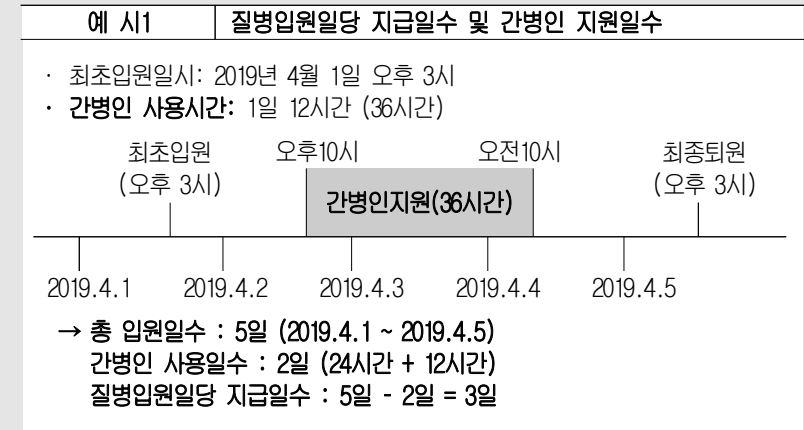 예 시1 질병입원일당 지급일수 및 간병인 지원일수
· 최초입원일시: 2019년 4월 1일 오후 3시
· 간병인 사용시간: 1일 12시간 (36시간)
최초입원 오후10시 오전10시 최종퇴원
(오후 3시) (오후 3시)
간병인지원(36시간)
2019.4.1 2019.4.2 2019.4.3 2019.4.4 2019.4.5
→ 총 입원일수 : 5일 (2019.4.1 ~ 2019.4.5)
간병인 사용일수 : 2일 (24시간 + 12시간)
질병입원일당 지급일수 : 5일 - 2일 = 3일